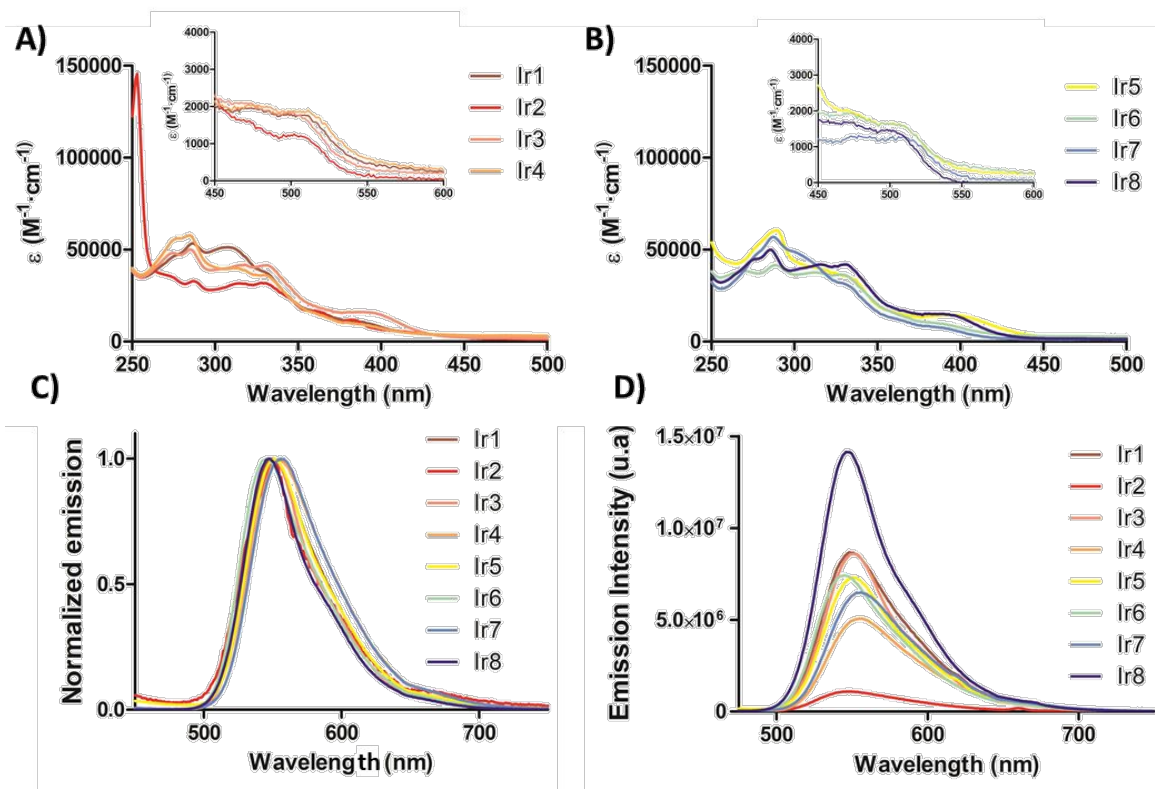 A)
4000
3000
2000
1000
0
450 500 550 600
ε (M⁻¹·cm⁻¹)
150000
100000
50000
0
250 300 350 400 450 500
ε (M⁻¹·cm⁻¹)
Wavelength (nm)
Ir1
Ir2
Ir3
Ir4
B)
4000
3000
2000
1000
0
450 500 550 600
ε (M⁻¹·cm⁻¹)
150000
100000
50000
0
250 300 350 400 450 500
ε (M⁻¹·cm⁻¹)
Wavelength (nm)
Ir5
Ir6
Ir7
Ir8
C)
Normalized emission
1.0
0.5
0.0
500 600 700
Wavelength (nm)
Ir1
Ir2
Ir3
Ir4
Ir5
Ir6
Ir7
Ir8
D)
Emission Intensity (u.a)
1.5×10⁷
1.0×10⁷
5.0×10⁶
0
500 600 700
Wavelength (nm)
Ir1
Ir2
Ir3
Ir4
Ir5
Ir6
Ir7
Ir8